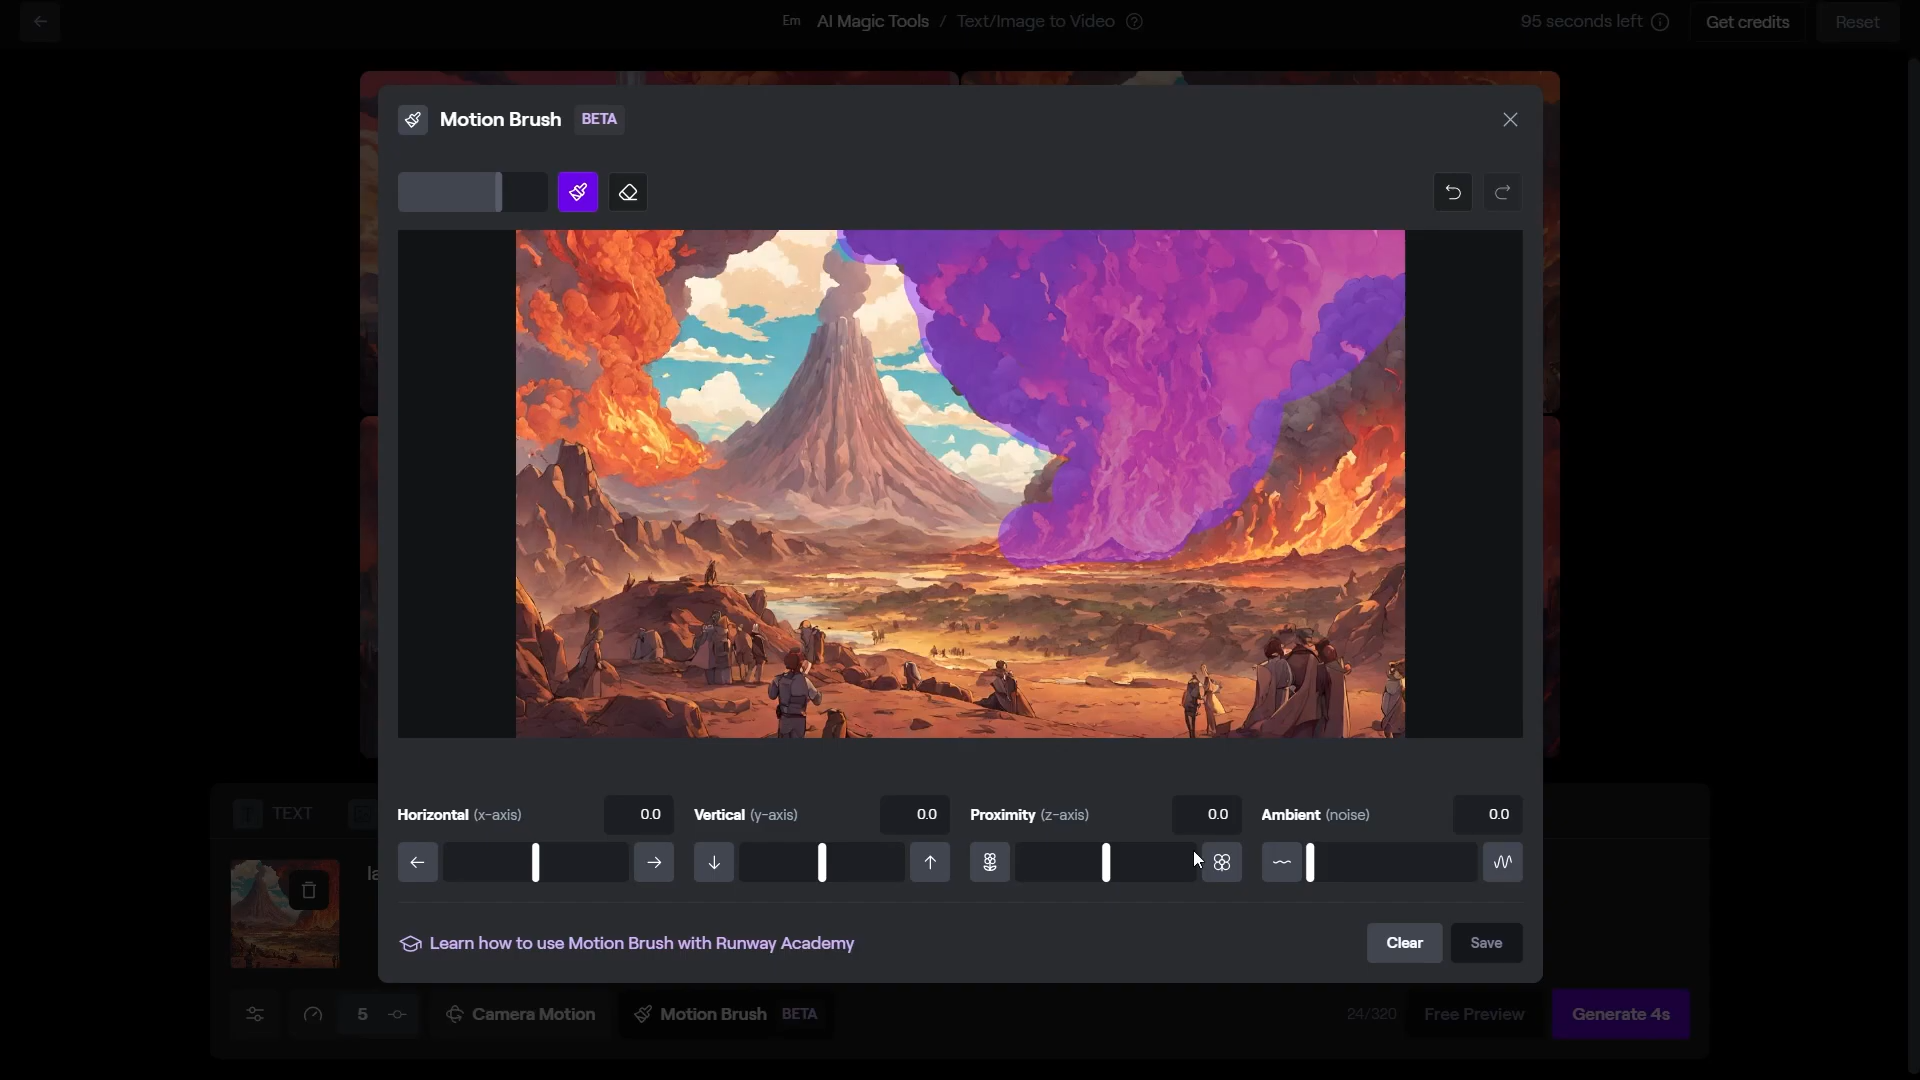 Em AI Magic Tools / Text/Image to Video
95 seconds left
Get credits
Reset
Motion Brush BETA
Horizontal (x-axis) 0.0
Vertical (y-axis) 0.0
Proximity (z-axis) 0.0
Ambient (noise) 0.0
TEXT
la
Learn how to use Motion Brush with Runway Academy
Clear
Save
5
Camera Motion
Motion Brush BETA
24/320
Free Preview
Generate 4s